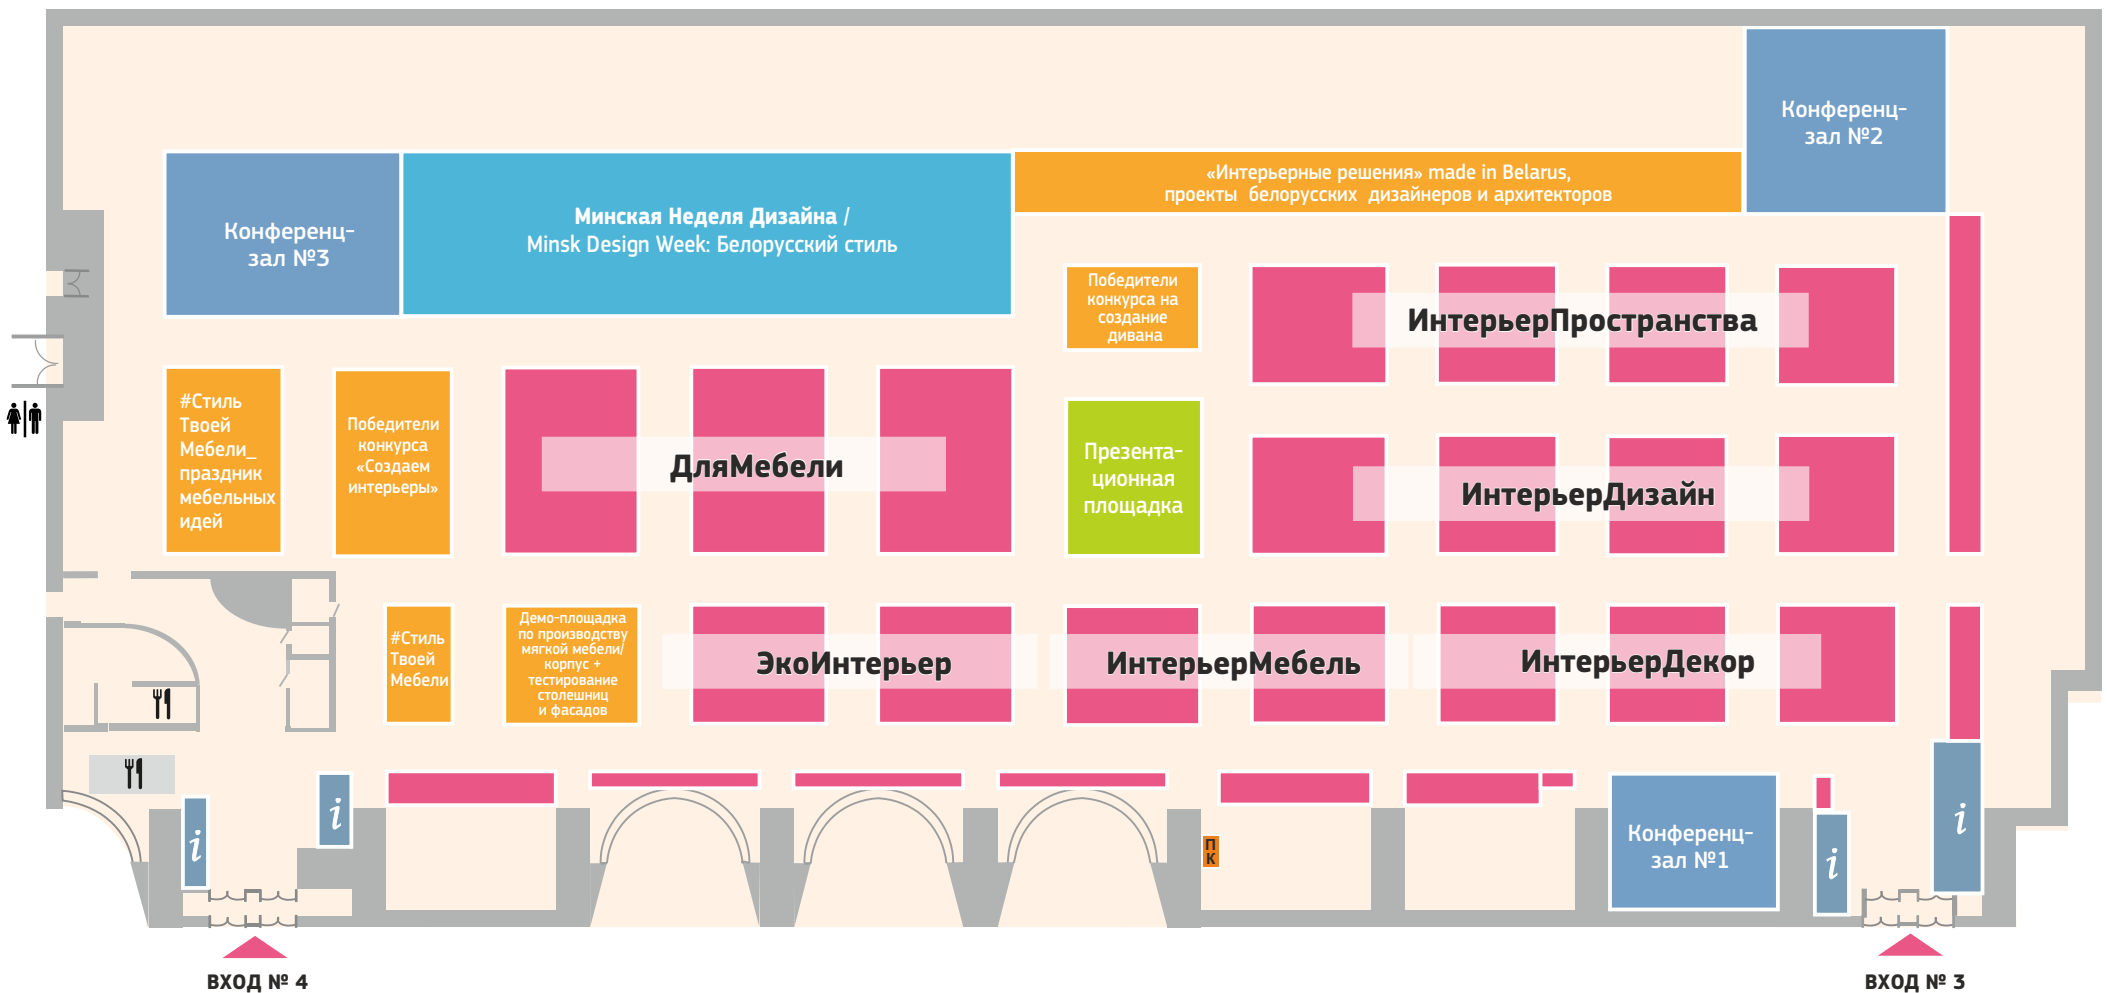 Конференц-
зал №2
«Интерьерные решения» made in Belarus,
проекты белорусских дизайнеров и архитекторов
Конференц-
зал №3
Минская Неделя Дизайна /
Minsk Design Week: Белорусский стиль
Победители
конкурса на
создание
дивана
ИнтерьерПространства
#Стиль
Твоей
Мебели_
праздник
мебельных
идей
Победители
конкурса
«Создаем
интерьеры»
ДляМебели
Презента-
ционная
площадка
ИнтерьерДизайн
#Стиль
Твоей
Мебели
Демо-площадка
по производству
мягкой мебели/
корпус +
тестирование
столешниц
и фасадов
ЭкоИнтерьер
ИнтерьерМебель
ИнтерьерДекор
i
i
П
К
Конференц-
зал №1
i
i
ВХОД № 4
ВХОД № 3